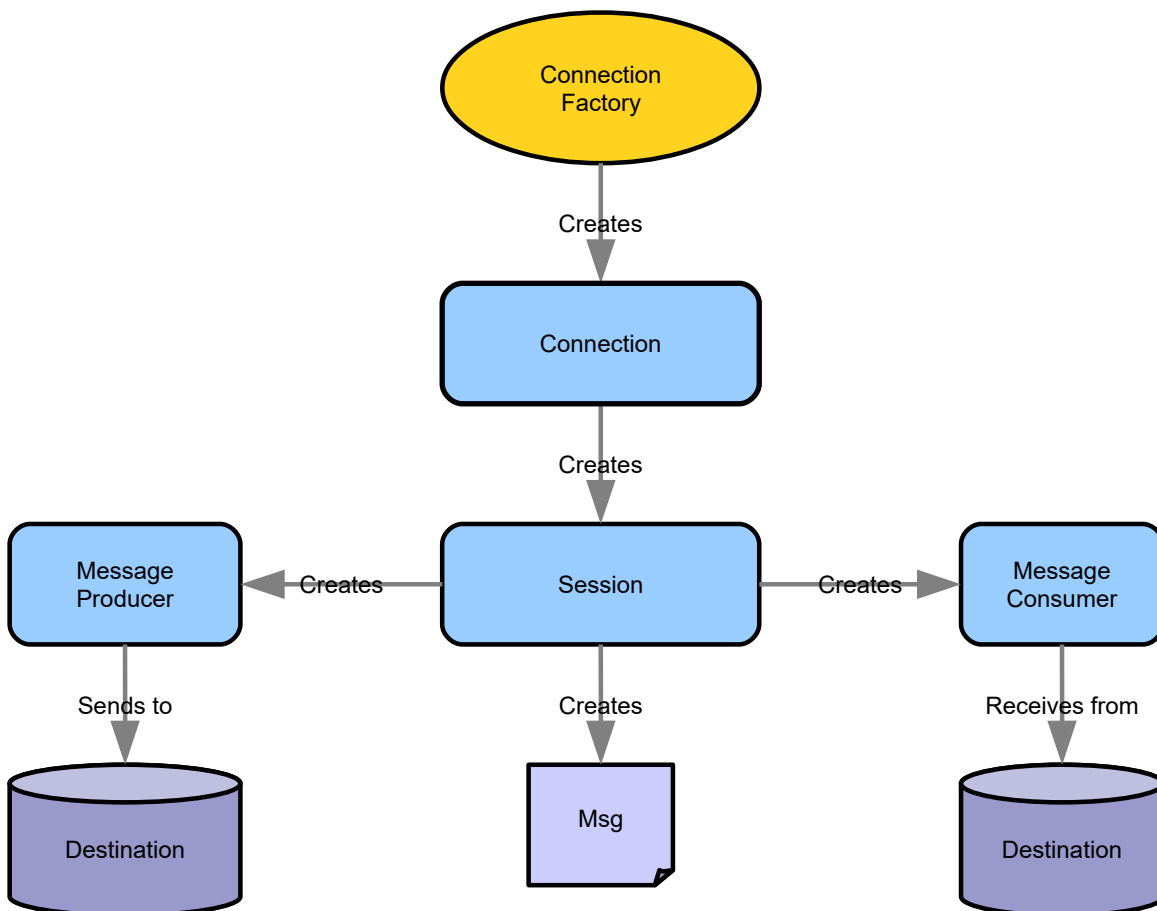 Connection
Factory
Creates
Connection
Creates
Message
Producer
Creates
Session
Creates
Message
Consumer
Sends to
Creates
Receives from
Destination
Msg
Destination